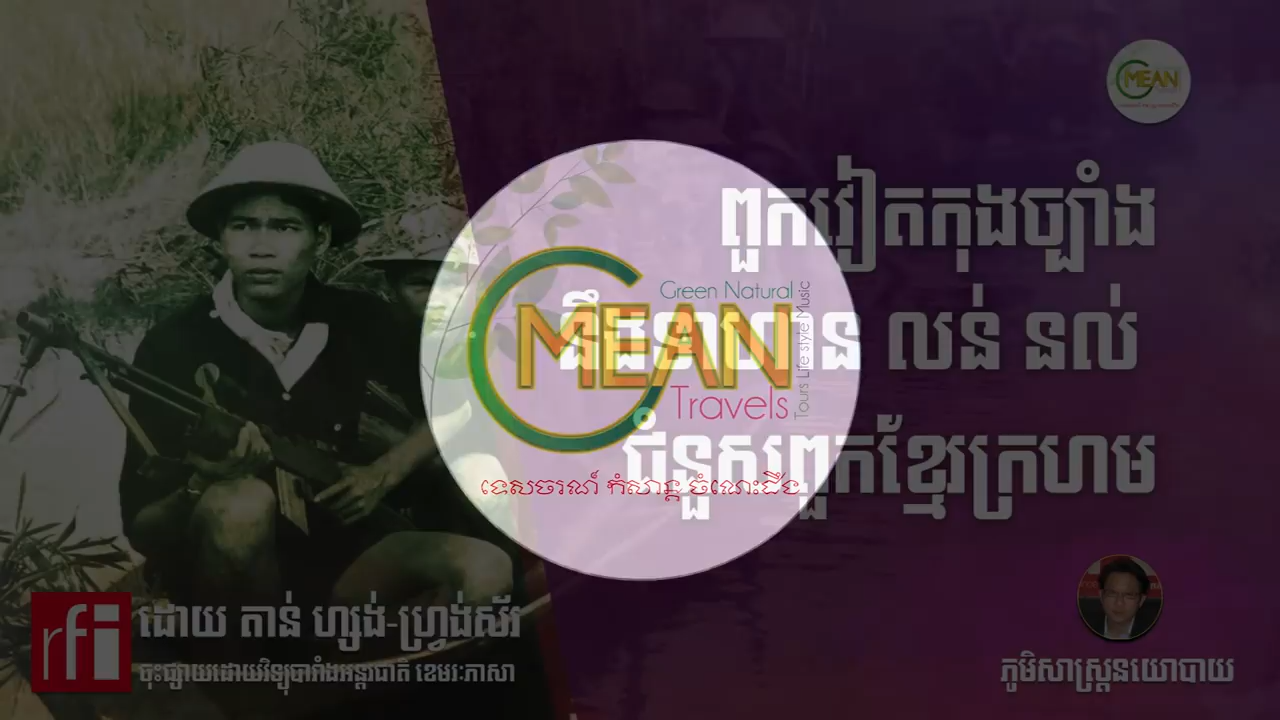 MEAN
ពួកវៀតកុងច្បាំង
Green Natural
MEAN
Travels
Tours Life style Music
លន់ នល់
ជំនួសពួកខ្មែរក្រហម
ទេសចរណ៍ កំសាន្ត ចំណេះដឹង
rfi
ដោយ តាន់ ហ្សង់-ហ្វ្រង់ស័រ
ចុះផ្សាយដោយវិទ្យុបារាំងអន្តរជាតិ ខេមរៈភាសា
ភូមិសាស្ត្រនយោបាយ